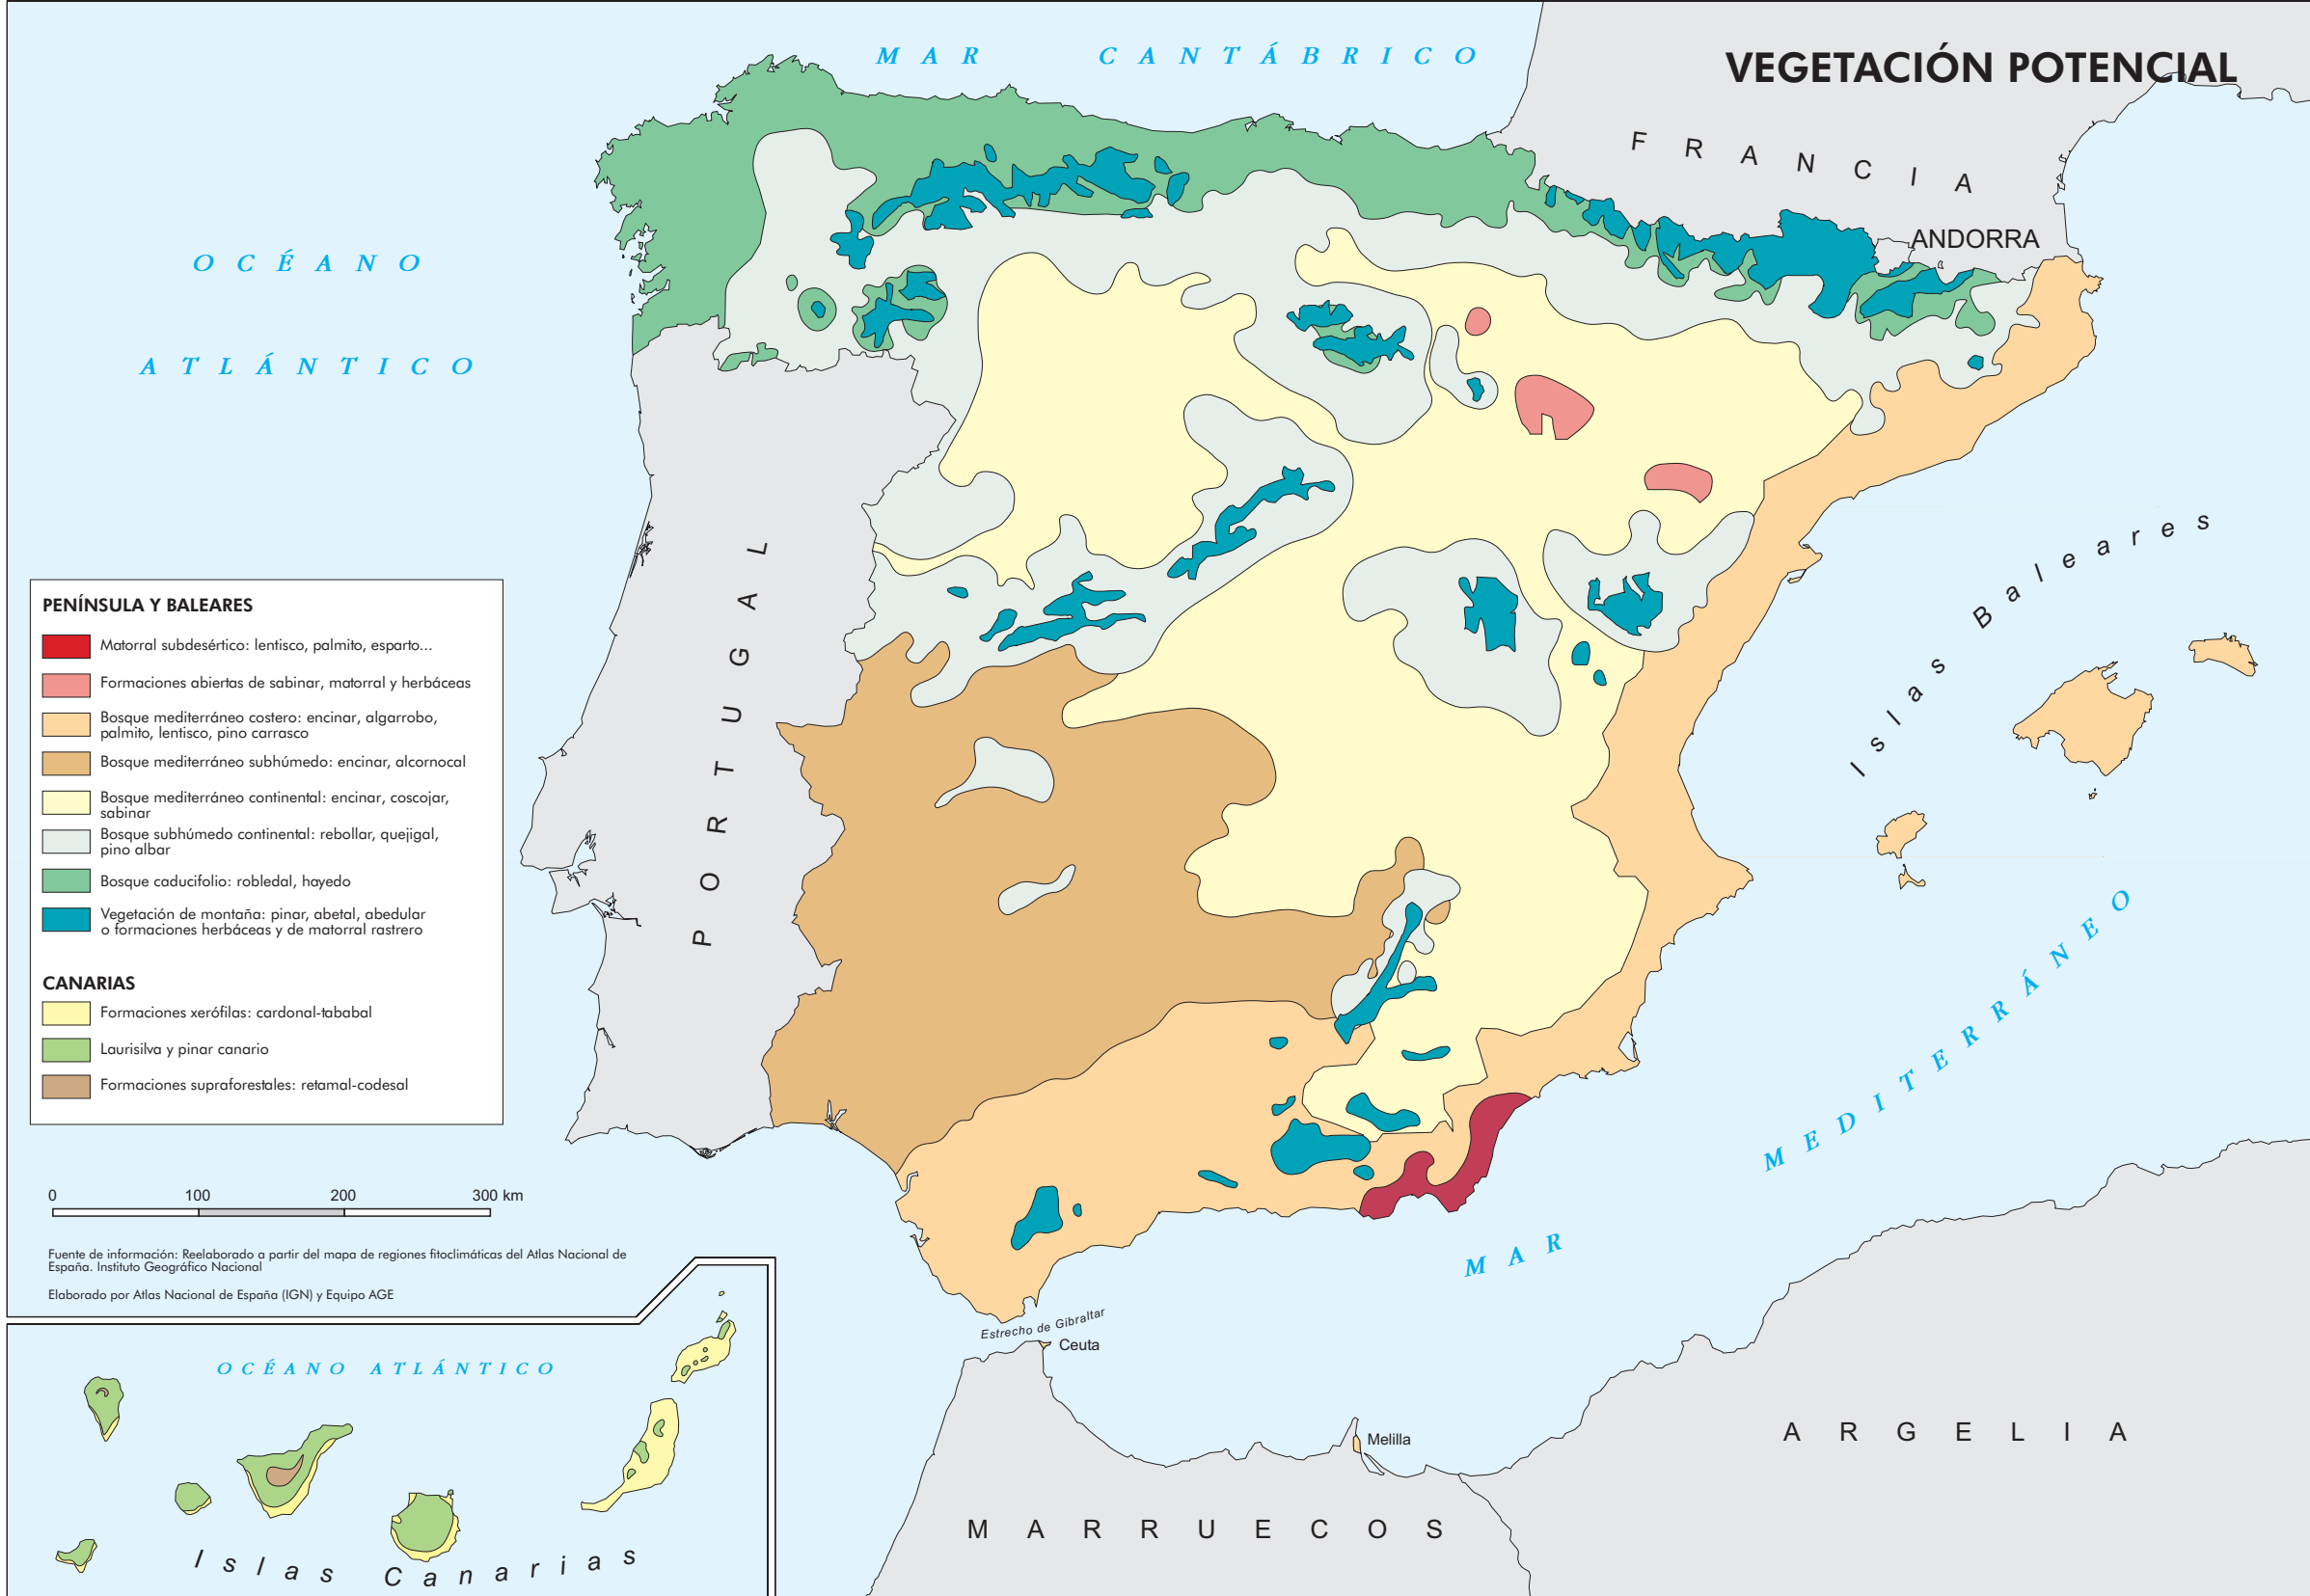 VEGETACIÓN POTENCIAL
MAR CANTÁBRICO
FRANCIA
ANDORRA
OCÉANO
ATLÁNTICO
PORTUGAL
Islas Baleares
MAR MEDITERRÁNEO
PENÍNSULA Y BALEARES
Matorral subdesértico: lentisco, palmito, esparto...
Formaciones abiertas de sabinar, matorral y herbáceas
Bosque mediterráneo costero: encinar, algarrobo,
palmito, lentisco, pino carrasco
Bosque mediterráneo subhúmedo: encinar, alcornocal
Bosque mediterráneo continental: encinar, coscojar,
sabinar
Bosque subhúmedo continental: rebollar, quejigal,
pino albar
Bosque caducifolio: robledal, hayedo
Vegetación de montaña: pinar, abetal, abedular
o formaciones herbáceas y de matorral rastrero
CANARIAS
Formaciones xerófilas: cardonal-tababal
Laurisilva y pinar canario
Formaciones supraforestales: retamal-codesal
0 100 200 300 km
Fuente de información: Reelaborado a partir del mapa de regiones fitoclimáticas del Atlas Nacional de
España. Instituto Geográfico Nacional
Elaborado por Atlas Nacional de España (IGN) y Equipo AGE
Estrecho de Gibraltar
Ceuta
Melilla
OCÉANO ATLÁNTICO
Islas Canarias
MARRUECOS
ARGELIA